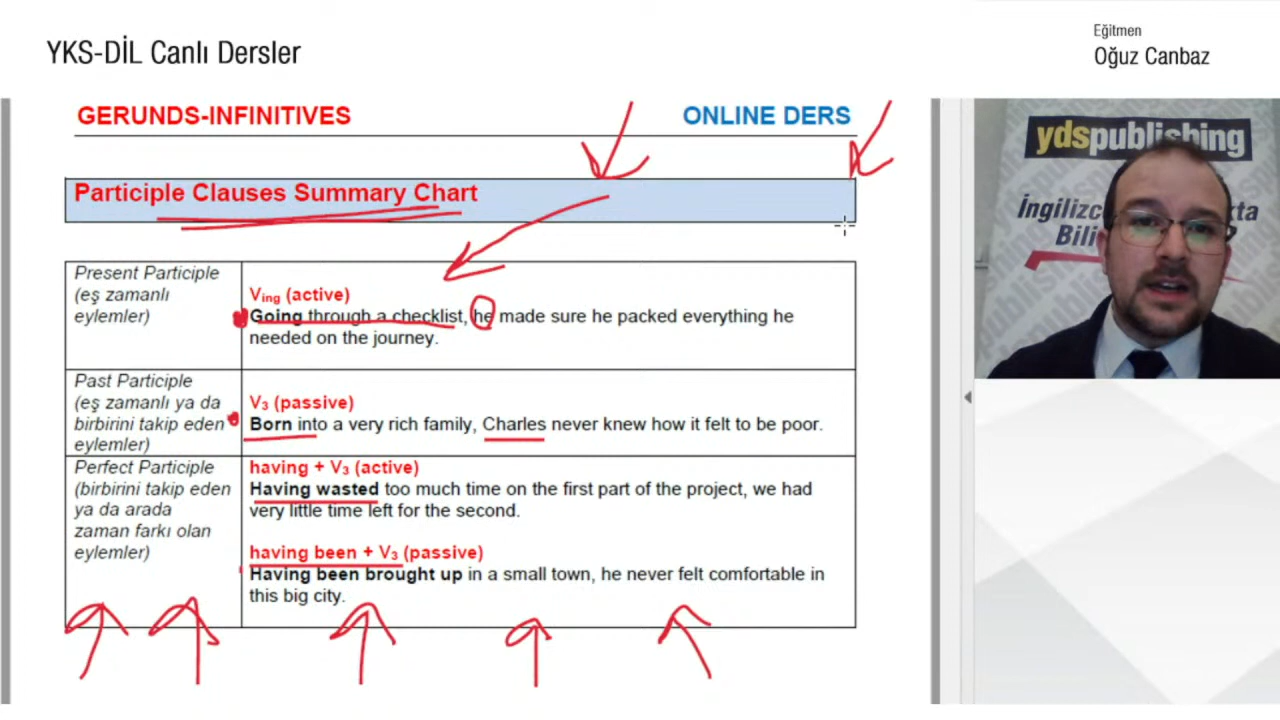 YKS-DİL Canlı Dersler
Eğitmen
Oğuz Canbaz
GERUNDS-INFINITIVES
ONLINE DERS
Participle Clauses Summary Chart
Present Participle
(eş zamanlı
eylemler)
Ving (active)
Going through a checklist, he made sure he packed everything he
needed on the journey.
Past Participle
(eş zamanlı ya da
birbirini takip eden
eylemler)
V3 (passive)
Born into a very rich family, Charles never knew how it felt to be poor.
Perfect Participle
(birbirini takip eden
ya da arada
zaman farkı olan
eylemler)
having + V3 (active)
Having wasted too much time on the first part of the project, we had
very little time left for the second.
having been + V3 (passive)
Having been brought up in a small town, he never felt comfortable in
this big city.
ydspublishing